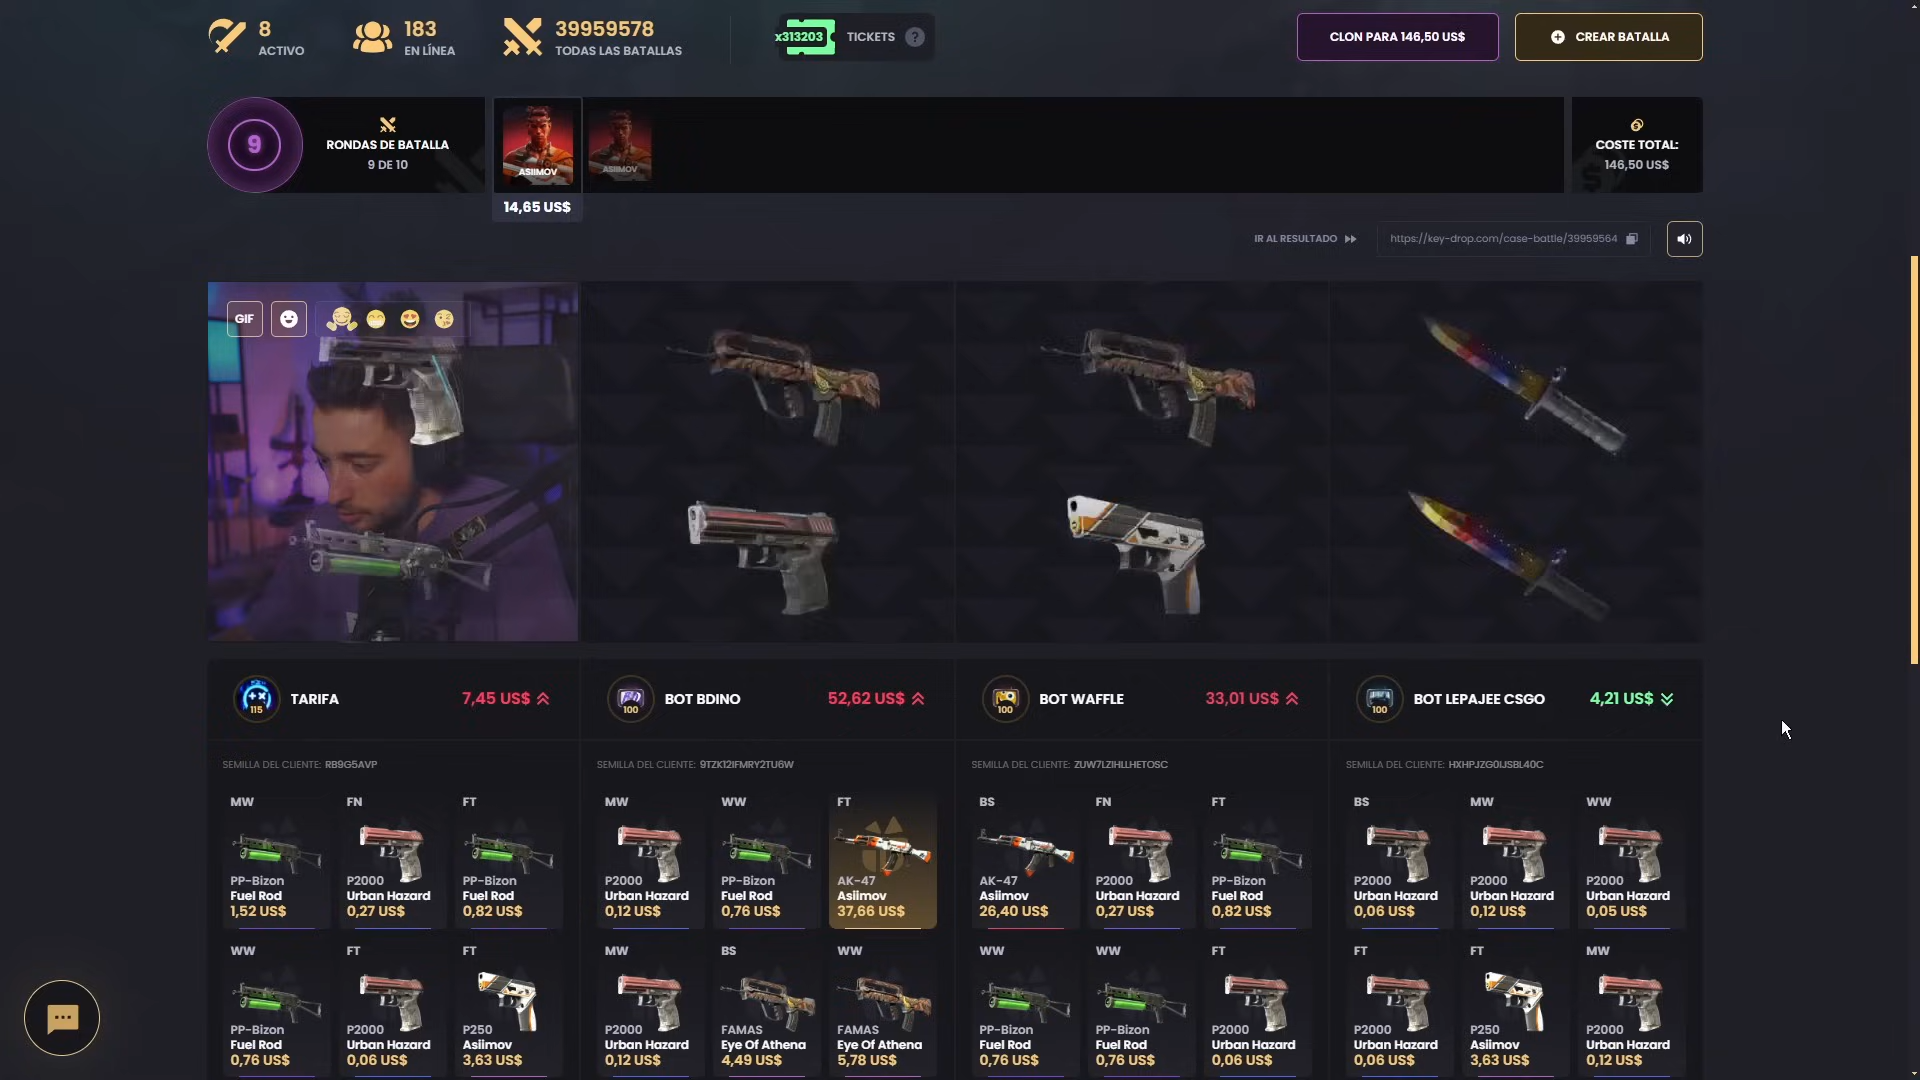 8
ACTIVO
183
EN LÍNEA
39959578
TODAS LAS BATALLAS
x313203
TICKETS
?
CLON PARA 146,50 US$
CREAR BATALLA
9
RONDAS DE BATALLA
9 DE 10
ASIIMOV
ASIIMOV
14,65 US$
COSTE TOTAL:
146,50 US$
IR AL RESULTADO
https://key-drop.com/case-battle/39959564
GIF
115
TARIFA
7,45 US$
100
BOT BDINO
52,62 US$
100
BOT WAFFLE
33,01 US$
100
BOT LEPAJEE CSGO
4,21 US$
SEMILLA DEL CLIENTE: RB9G5AVP
SEMILLA DEL CLIENTE: 9TZK12IFMRY2TU6W
SEMILLA DEL CLIENTE: ZUW7LZIHLLHETOSC
SEMILLA DEL CLIENTE: HXHPJZG0IJSBL40C
MW
PP-Bizon
Fuel Rod
1,52 US$
FN
P2000
Urban Hazard
0,27 US$
FT
PP-Bizon
Fuel Rod
0,82 US$
MW
P2000
Urban Hazard
0,12 US$
WW
PP-Bizon
Fuel Rod
0,76 US$
FT
AK-47
Asiimov
37,66 US$
BS
AK-47
Asiimov
26,40 US$
FN
P2000
Urban Hazard
0,27 US$
FT
PP-Bizon
Fuel Rod
0,82 US$
BS
P2000
Urban Hazard
0,06 US$
MW
P2000
Urban Hazard
0,12 US$
WW
P2000
Urban Hazard
0,05 US$
WW
PP-Bizon
Fuel Rod
0,76 US$
FT
P2000
Urban Hazard
0,06 US$
FT
P250
Asiimov
3,63 US$
MW
P2000
Urban Hazard
0,12 US$
BS
FAMAS
Eye Of Athena
4,49 US$
WW
FAMAS
Eye Of Athena
5,78 US$
WW
PP-Bizon
Fuel Rod
0,76 US$
WW
PP-Bizon
Fuel Rod
0,76 US$
FT
P2000
Urban Hazard
0,06 US$
FT
P2000
Urban Hazard
0,06 US$
FT
P250
Asiimov
3,63 US$
MW
P2000
Urban Hazard
0,12 US$